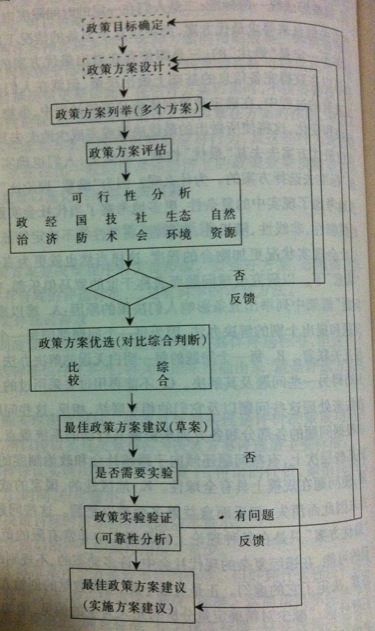 政策目标确定
政策方案设计
政策方案列举(多个方案)
政策方案评估
可行性分析
政 经 国 技 社 生态 自然
治 济 防 术 会 环境 资源
否
反馈
政策方案优选(对比综合判断)
比 综
较 合
最佳政策方案建议(草案)
否
是否需要实验
政策实验验证
(可靠性分析)
有问题
反馈
最佳政策方案建议
(实施方案建议)